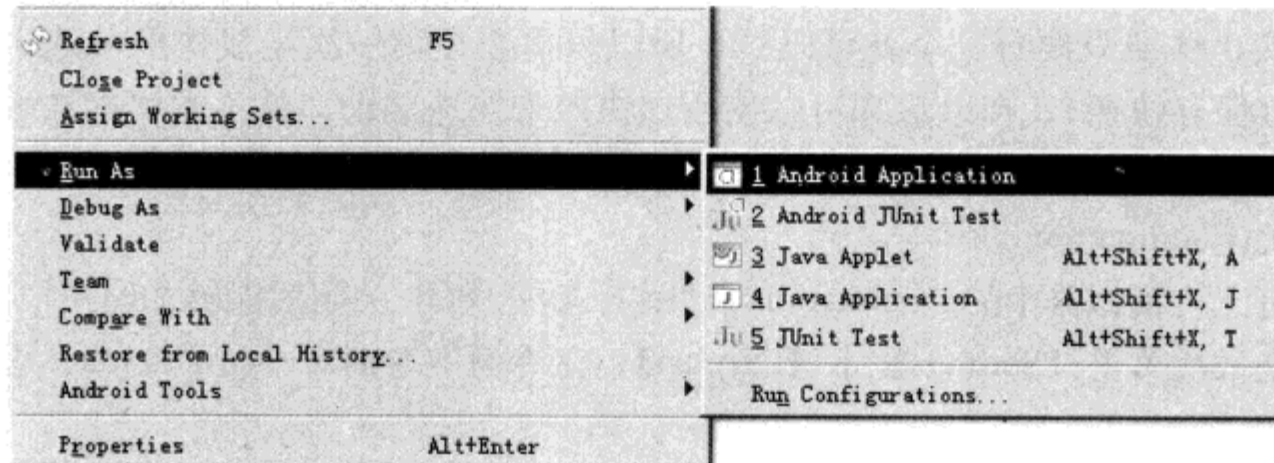 Refresh F5
Close Project
Assign Working Sets...
Run As
Debug As
Validate
Team
Compare With
Restore from Local History...
Android Tools
Properties Alt+Enter
1 Android Application
2 Android JUnit Test
3 Java Applet Alt+Shift+X, A
4 Java Application Alt+Shift+X, J
5 JUnit Test Alt+Shift+X, T
Run Configurations...